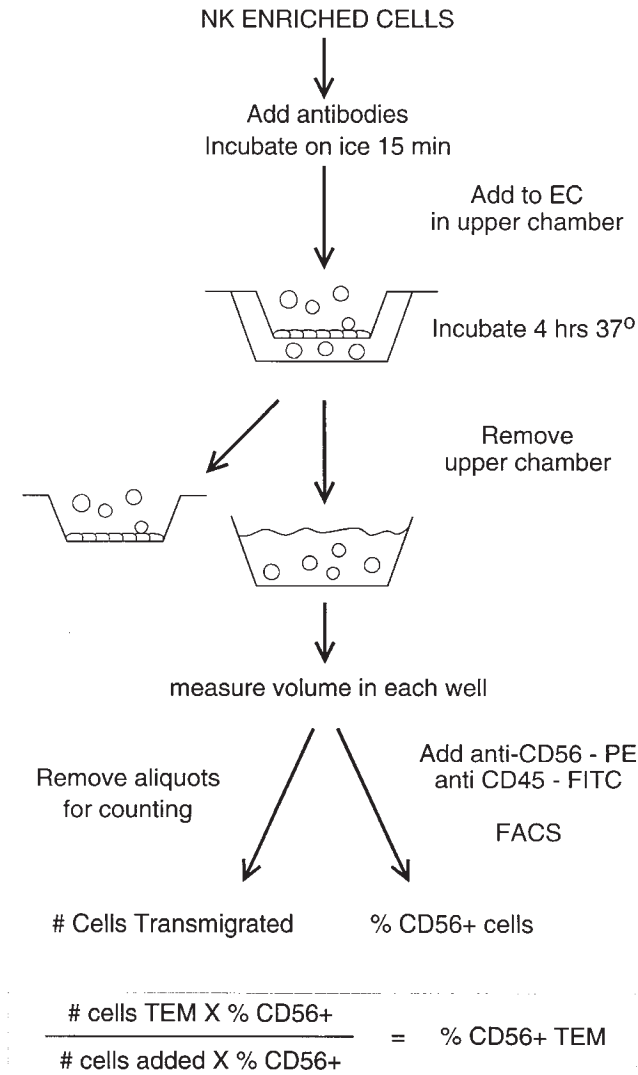 NK ENRICHED CELLS
Add antibodies
Incubate on ice 15 min
Add to EC
in upper chamber
Incubate 4 hrs 37º
Remove
upper chamber
measure volume in each well
Remove aliquots
for counting
Add anti-CD56 - PE
anti CD45 - FITC
FACS
# Cells Transmigrated
% CD56+ cells
# cells TEM X % CD56+
# cells added X % CD56+
= % CD56+ TEM